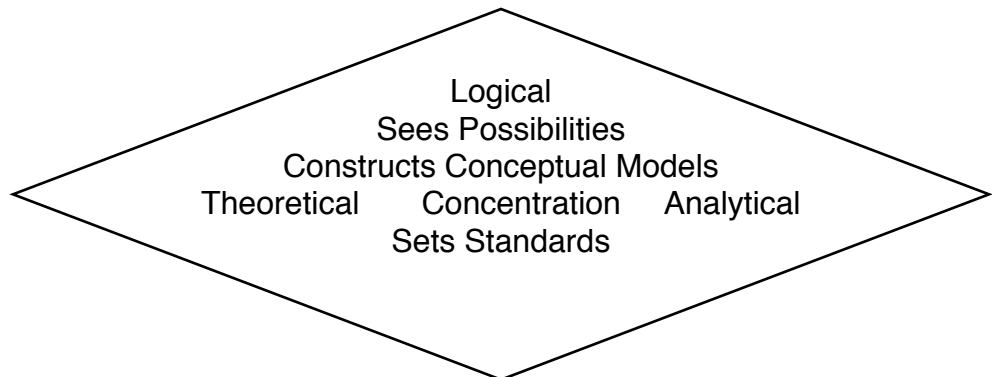 Logical
Sees Possibilities
Constructs Conceptual Models
Theoretical Concentration Analytical
Sets Standards